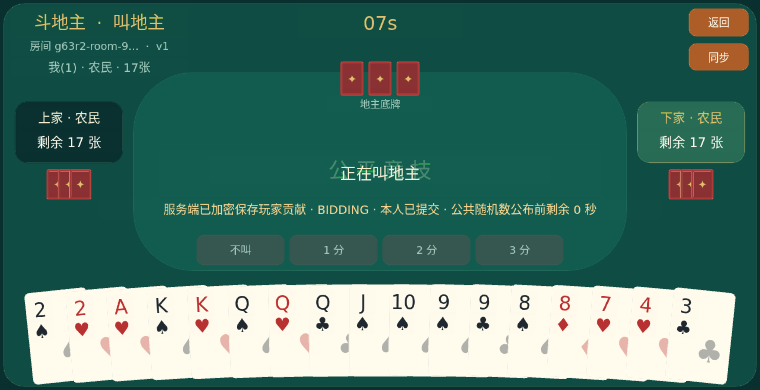 斗地主 · 叫地主
房间 g63r2-room-9… · v1
我(1) · 农民 · 17张
07s
返回
同步
地主底牌
上家 · 农民
剩余 17 张
下家 · 农民
剩余 17 张
公平竞技
正在叫地主
服务端已加密保存玩家贡献 · BIDDING · 本人已提交 · 公共随机数公布前剩余 0 秒
不叫
1 分
2 分
3 分
2 2 A K K Q Q Q J 10 9 9 8 8 7 4 3